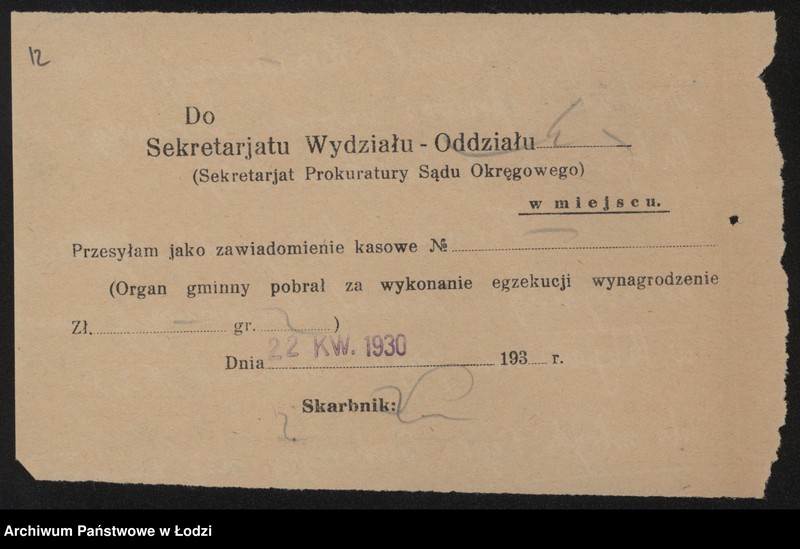 12
Do
Sekretarjatu Wydziału - Oddziału
(Sekretarjat Prokuratury Sądu Okręgowego)
w miejscu.
Przesyłam jako zawiadomienie kasowe №
(Organ gminny pobrał za wykonanie egzekucji wynagrodzenie
Zł. — gr. )
Dnia 22 KW. 1930 193 r.
Skarbnik:
Archiwum Państwowe w Łodzi